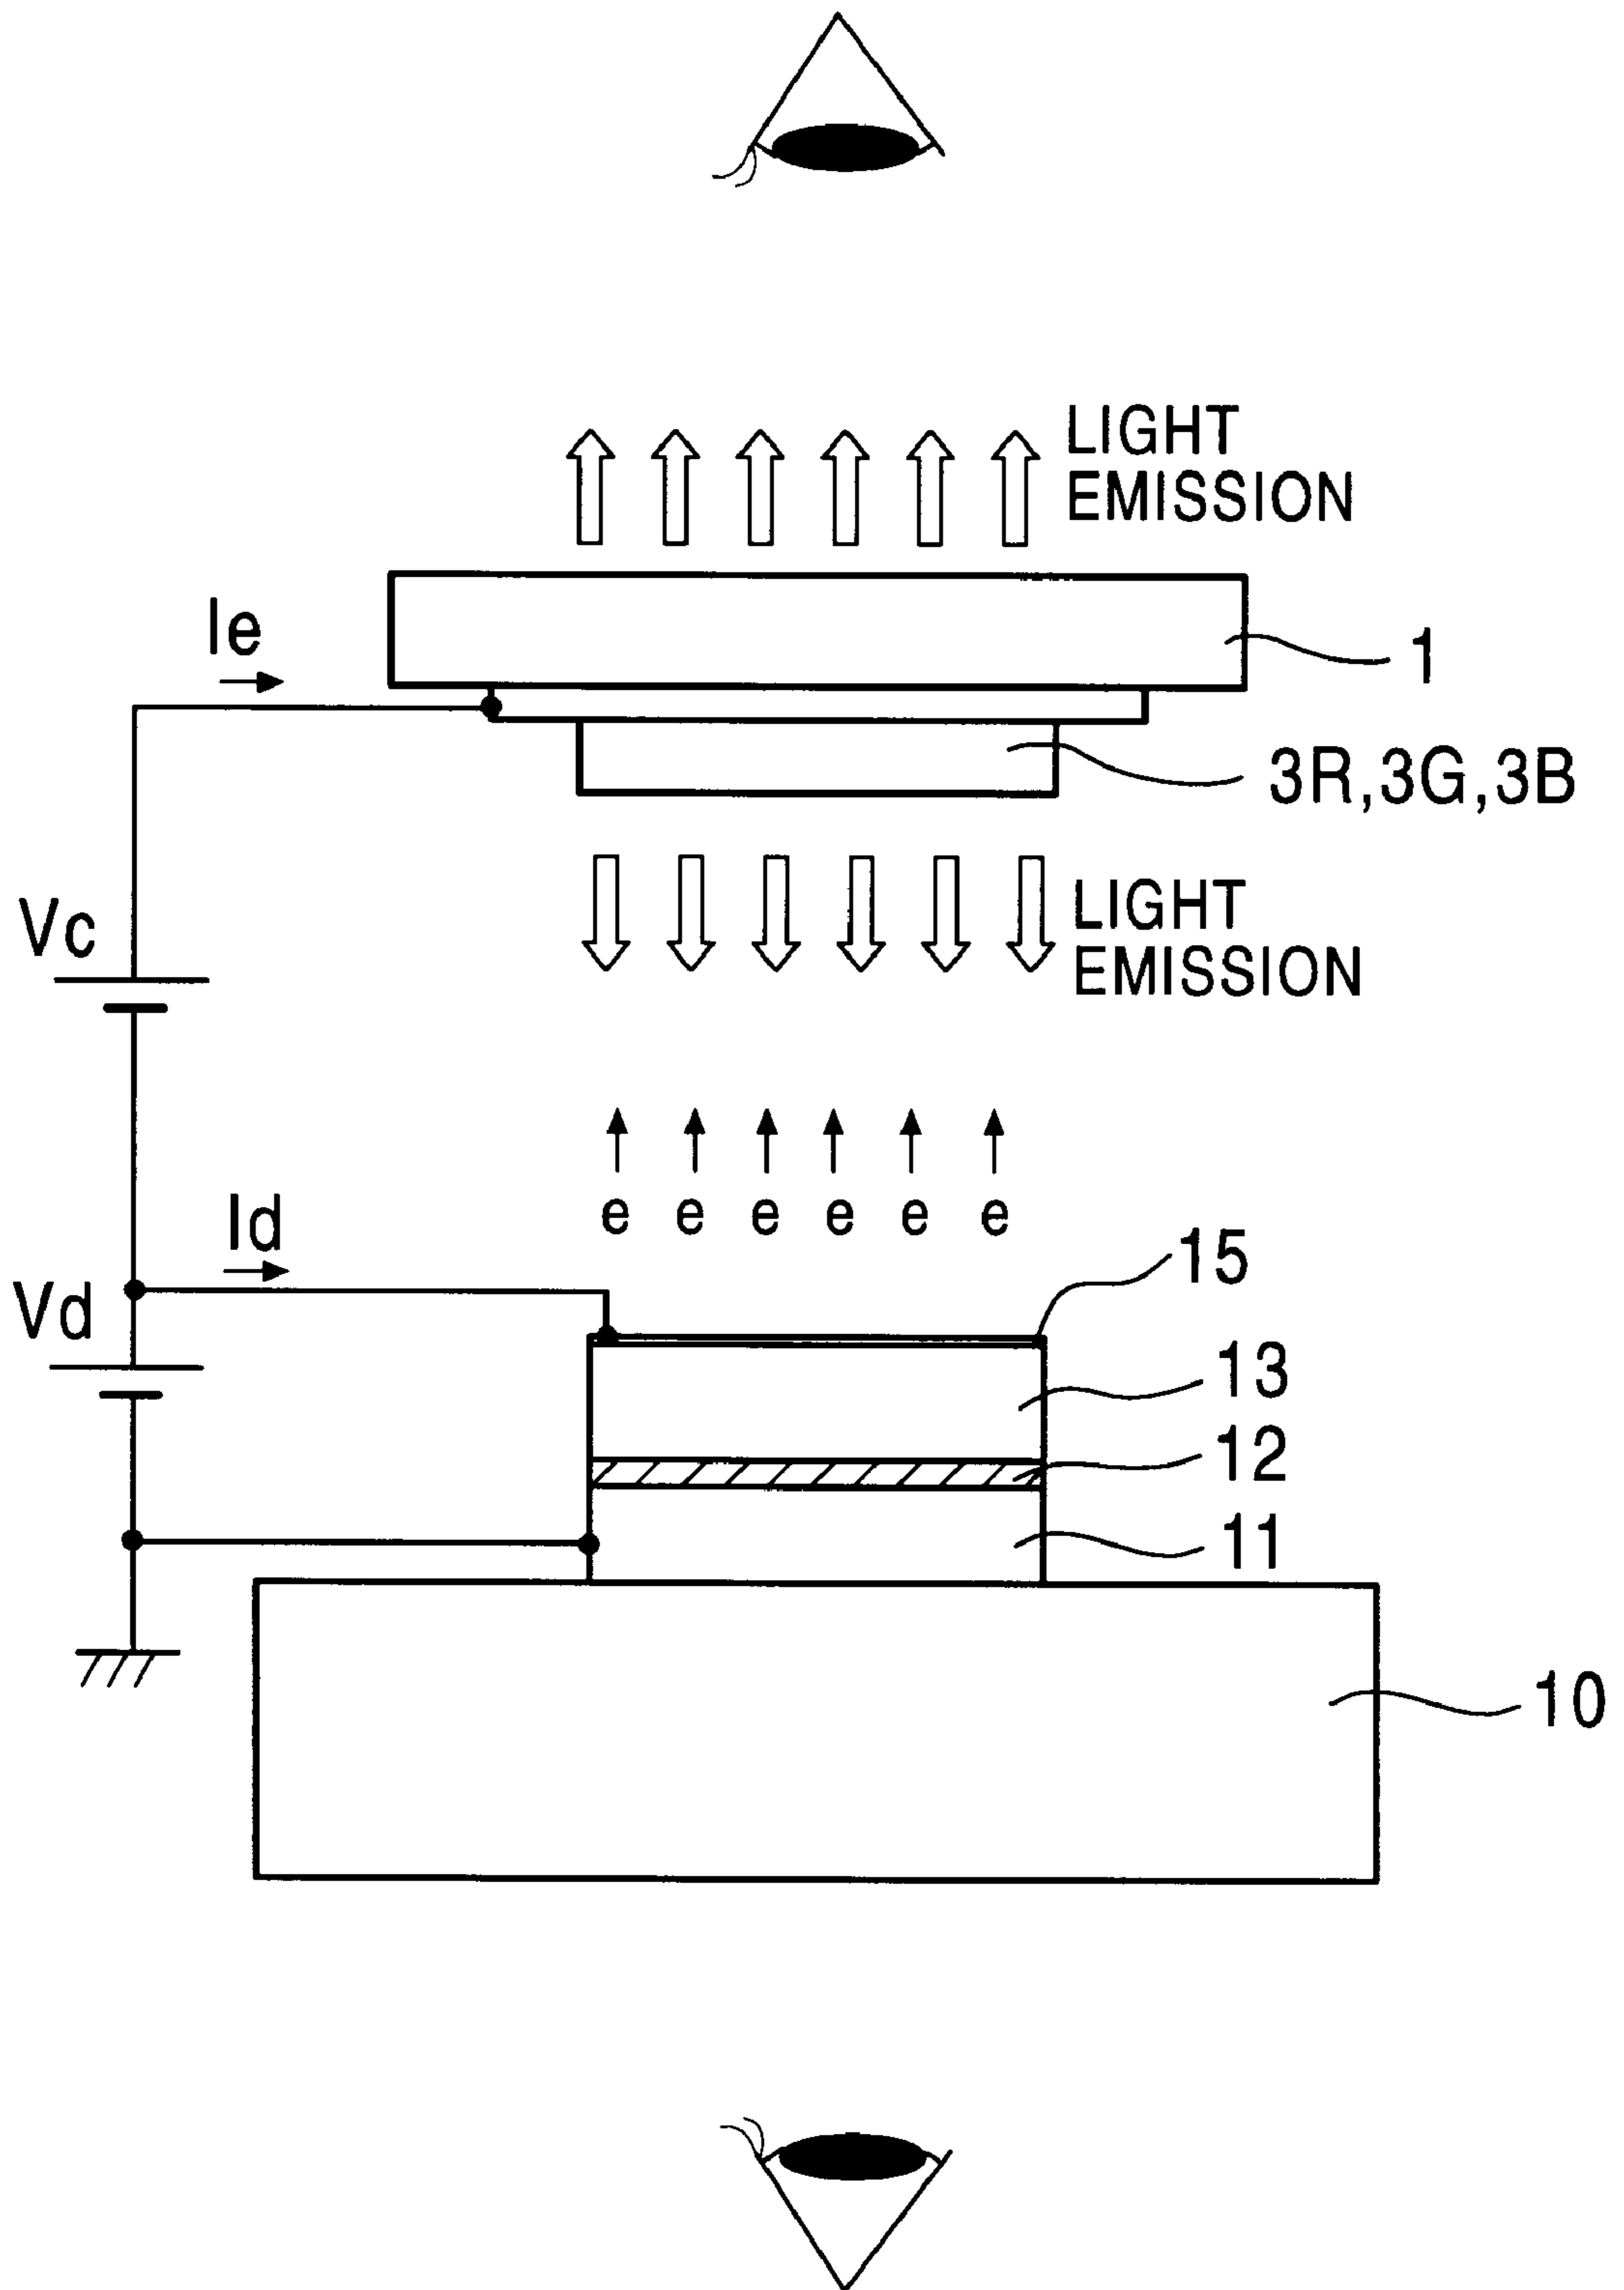 LIGHT
EMISSION
Ie
1
3R,3G,3B
LIGHT
EMISSION
Vc
e e e e e e
Id
15
Vd
13
12
11
10